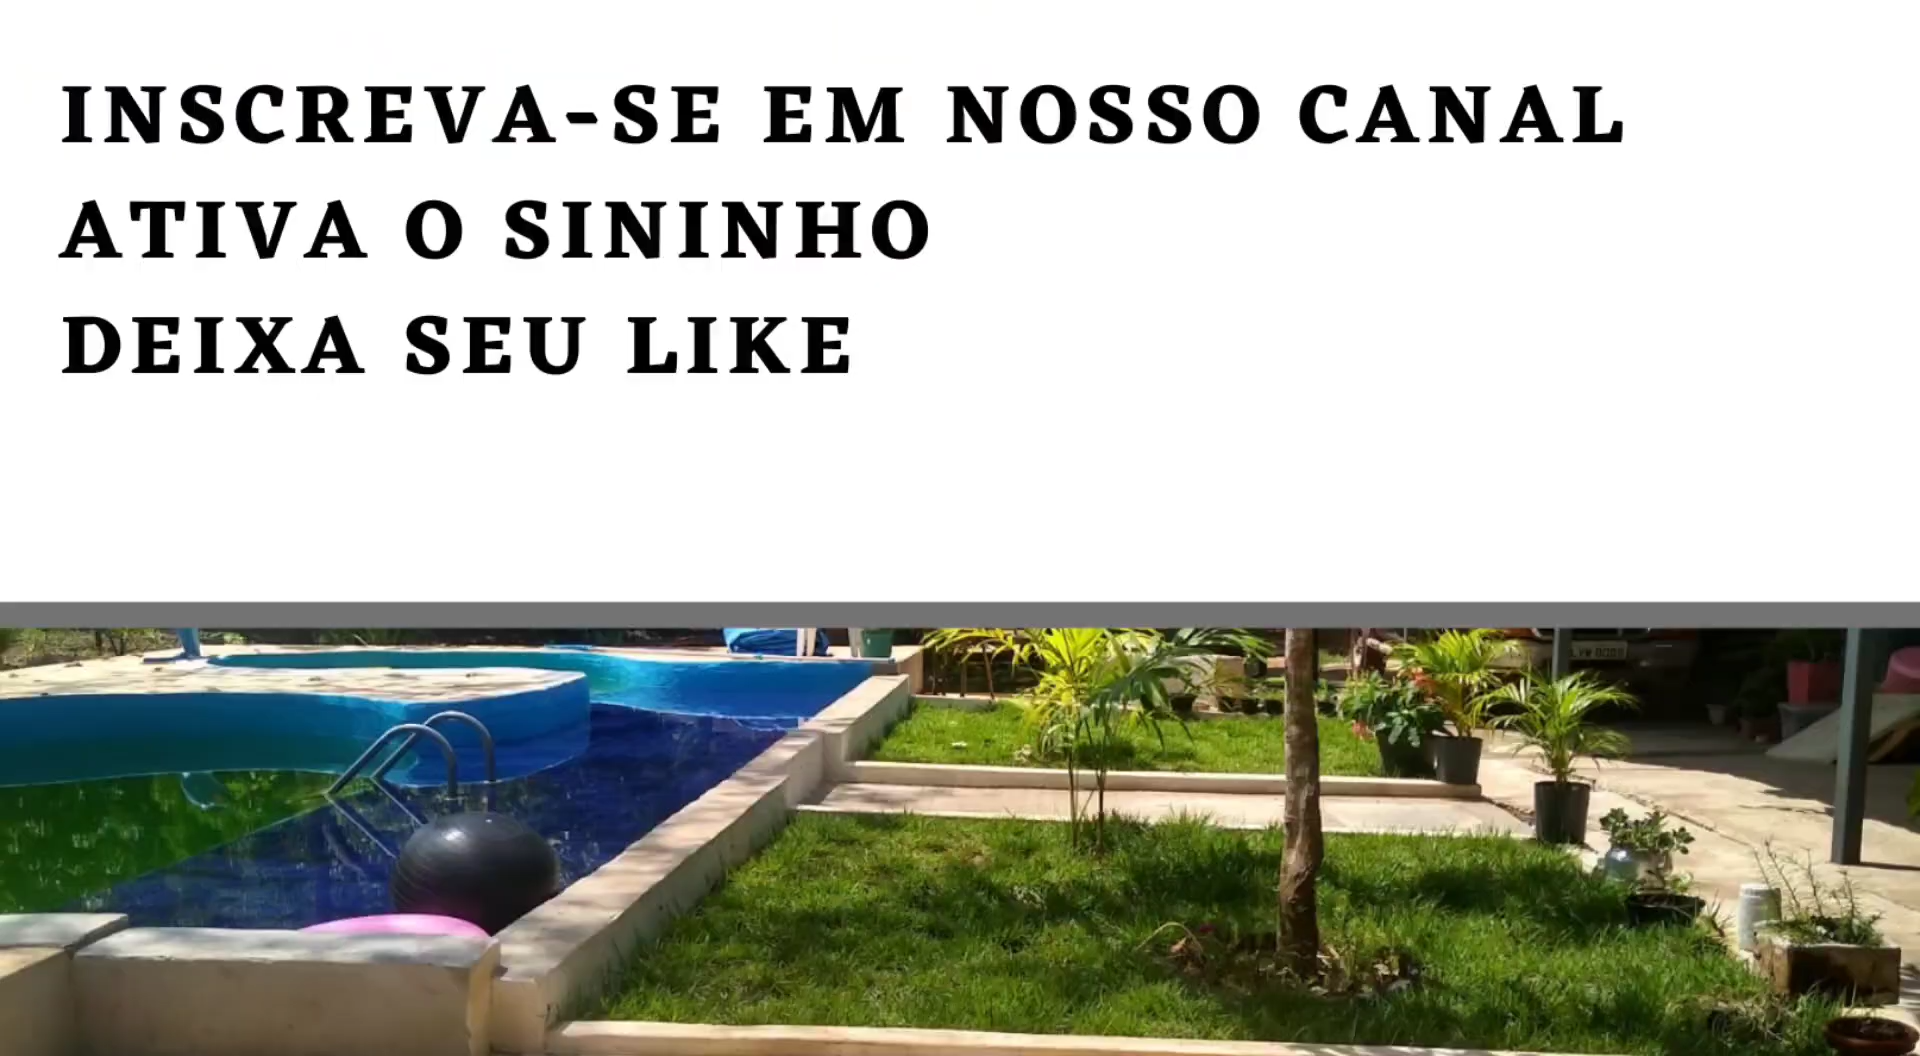 INSCREVA-SE EM NOSSO CANAL
ATIVA O SININHO
DEIXA SEU LIKE